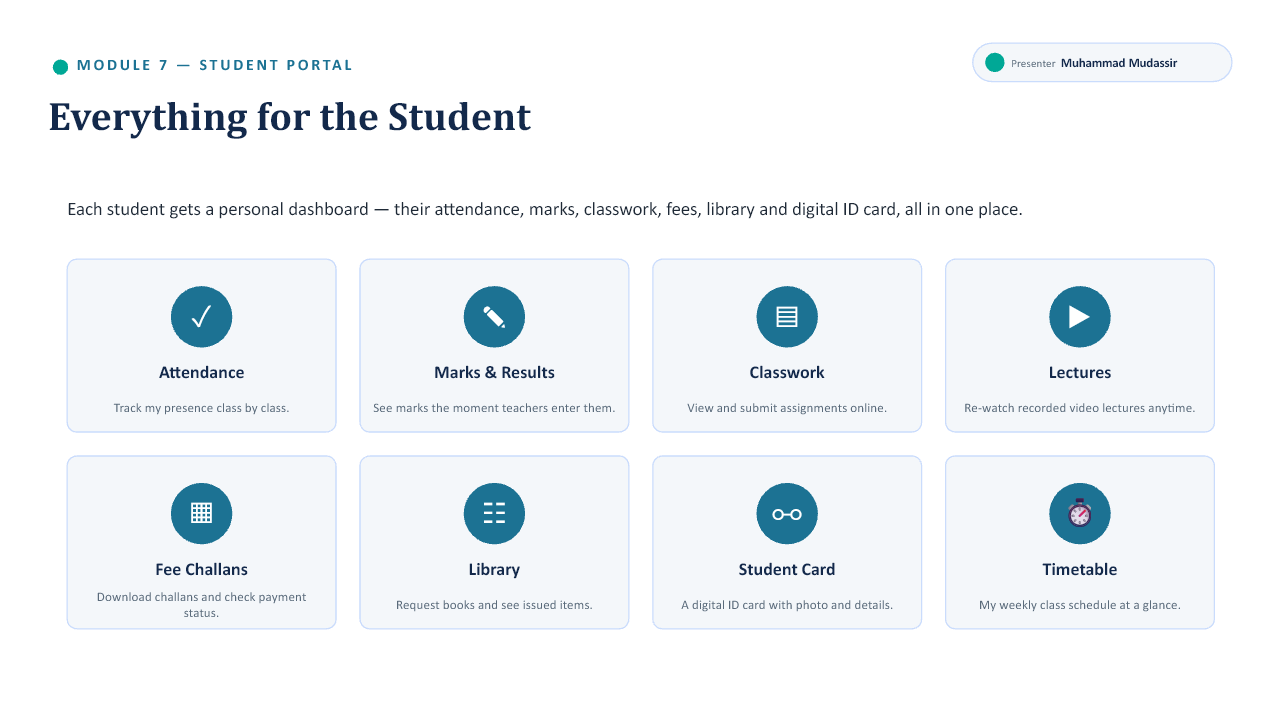 MODULE 7 — STUDENT PORTAL
Presenter Muhammad Mudassir
Everything for the Student
Each student gets a personal dashboard — their attendance, marks, classwork, fees, library and digital ID card, all in one place.
Attendance
Track my presence class by class.
Marks & Results
See marks the moment teachers enter them.
Classwork
View and submit assignments online.
Lectures
Re-watch recorded video lectures anytime.
Fee Challans
Download challans and check payment
status.
Library
Request books and see issued items.
Student Card
A digital ID card with photo and details.
Timetable
My weekly class schedule at a glance.